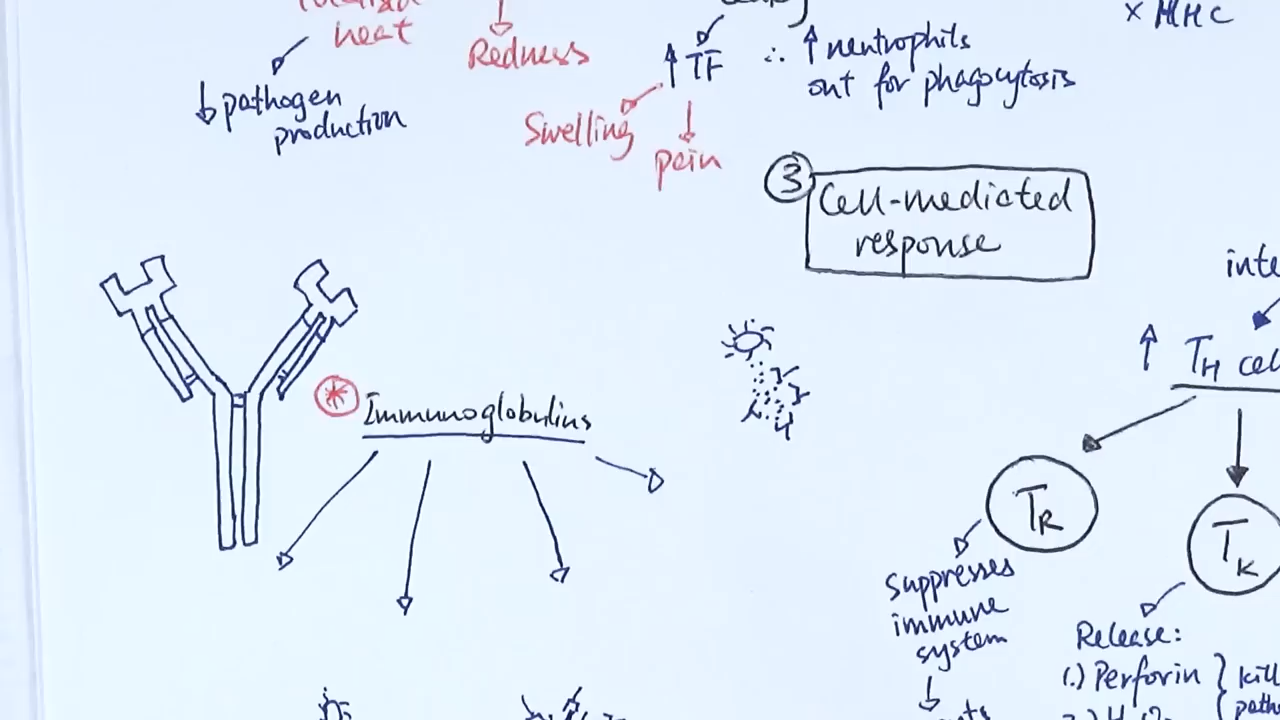 heat
↓ pathogen
production
Redness
↑ TF
Swelling
pain
∴ ↑ neutrophils
out for phagocytosis
× MHC
③ Cell-mediated
response
* Immunoglobulins
↑ TH
TR
Suppresses
immune
system
TK
Release:
1.) Perforin